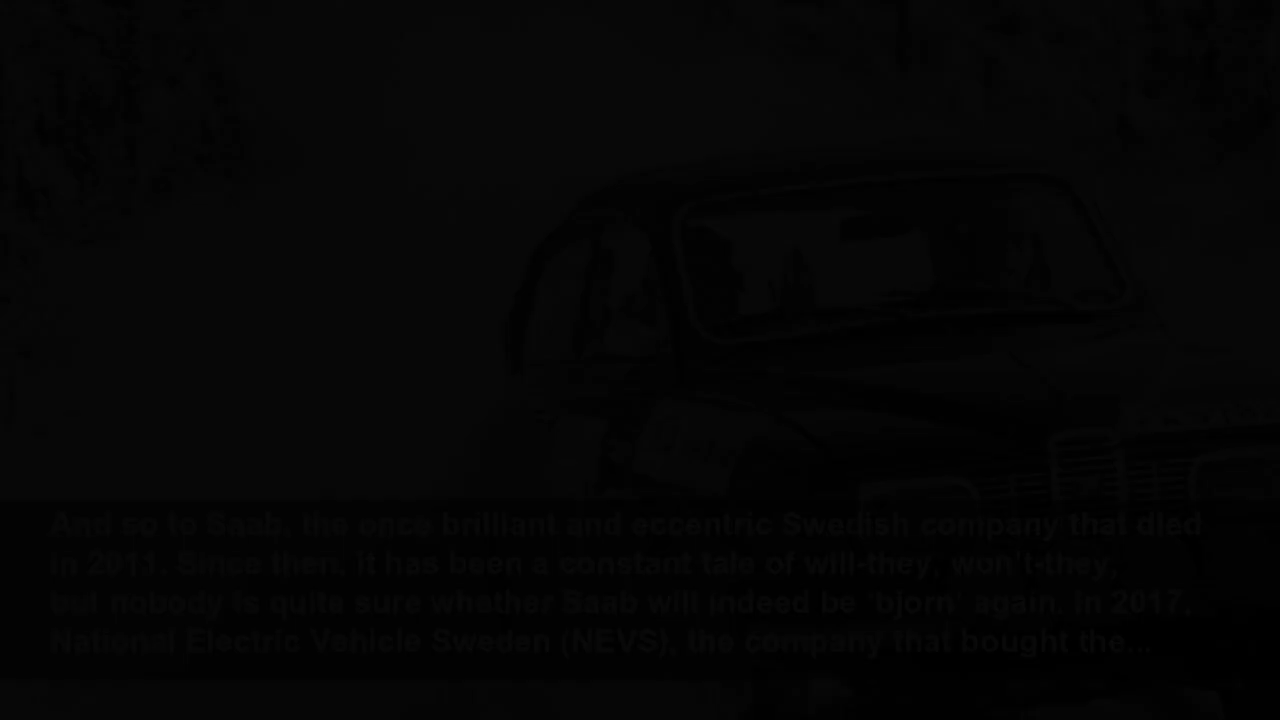 And so to Saab, the once brilliant and eccentric Swedish company that died
in 2011. Since then, it has been a constant tale of will-they, won't-they,
but nobody is quite sure whether Saab will indeed be 'bjorn' again. In 2017,
National Electric Vehicle Sweden (NEVS), the company that bought the...